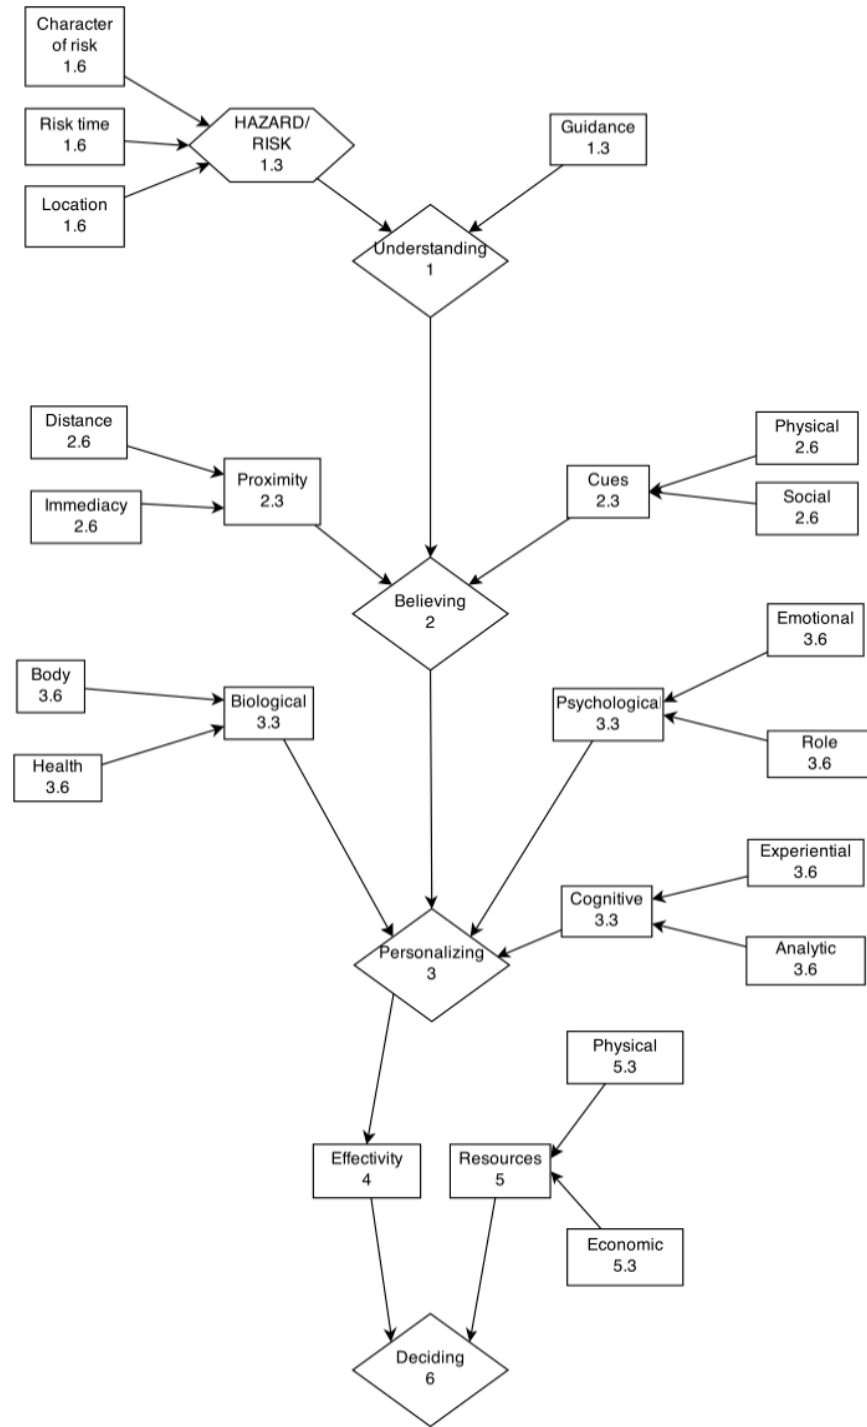 Character
of risk
1.6
Risk time
1.6
Location
1.6
HAZARD/
RISK
1.3
Guidance
1.3
Understanding
1
Distance
2.6
Immediacy
2.6
Proximity
2.3
Cues
2.3
Physical
2.6
Social
2.6
Believing
2
Body
3.6
Health
3.6
Biological
3.3
Psychological
3.3
Emotional
3.6
Role
3.6
Cognitive
3.3
Experiential
3.6
Analytic
3.6
Personalizing
3
Physical
5.3
Effectivity
4
Resources
5
Economic
5.3
Deciding
6